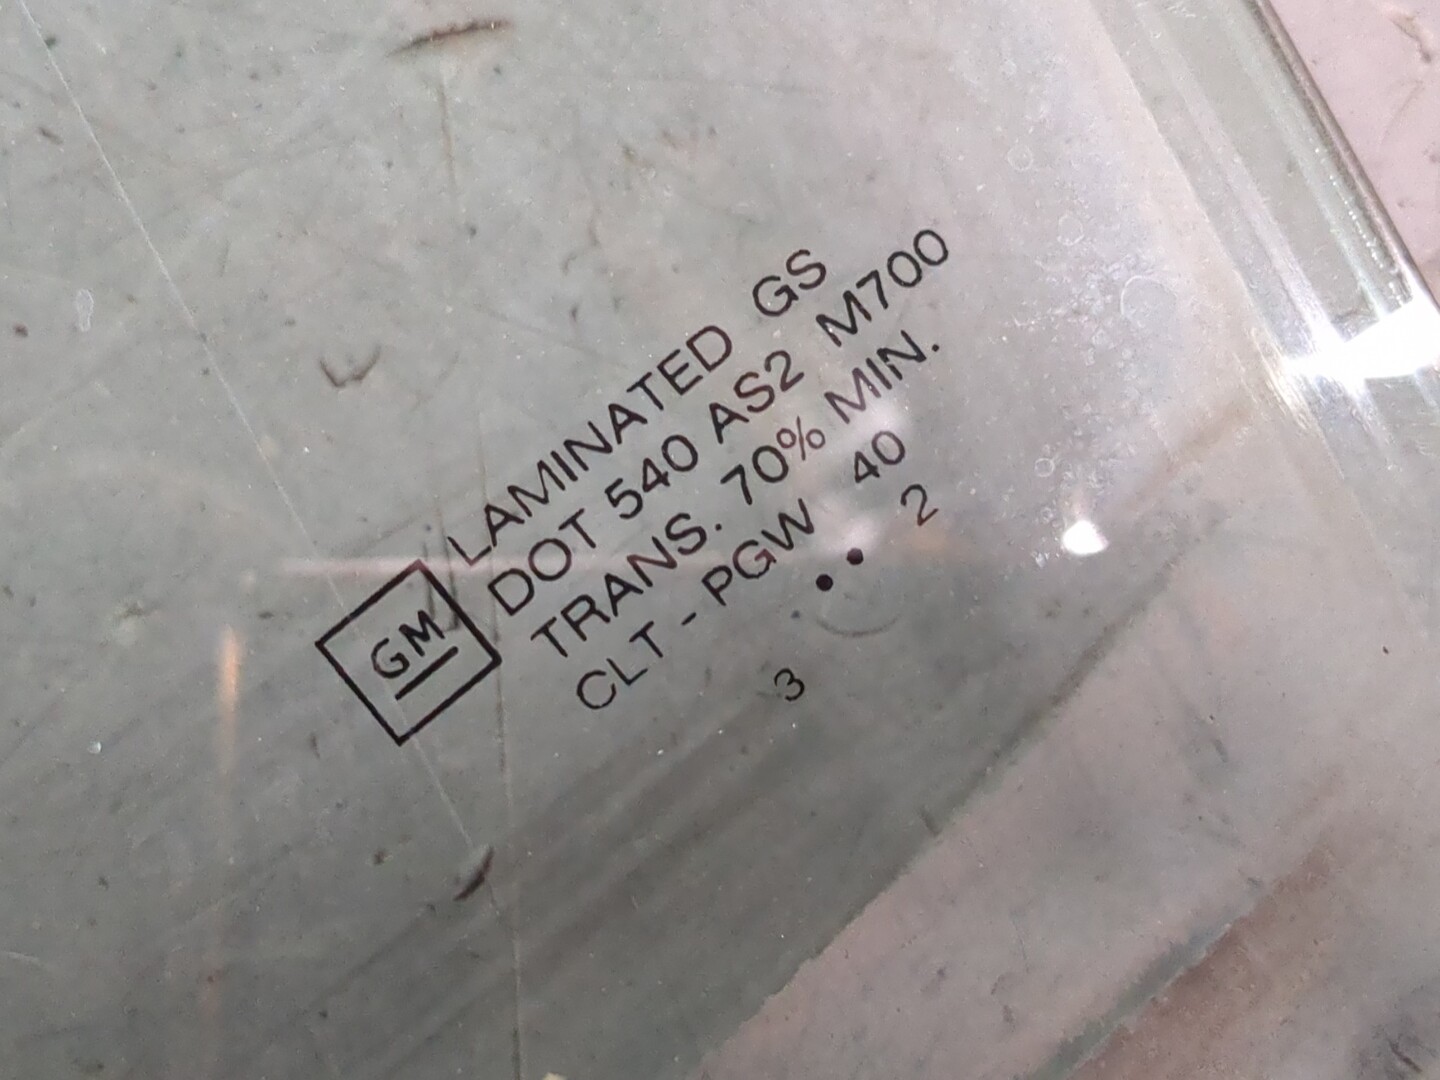 GM
LAMINATED GS
DOT 540 AS2 M700
TRANS. 70% MIN.
CLT - PGW 40
•• 2
3